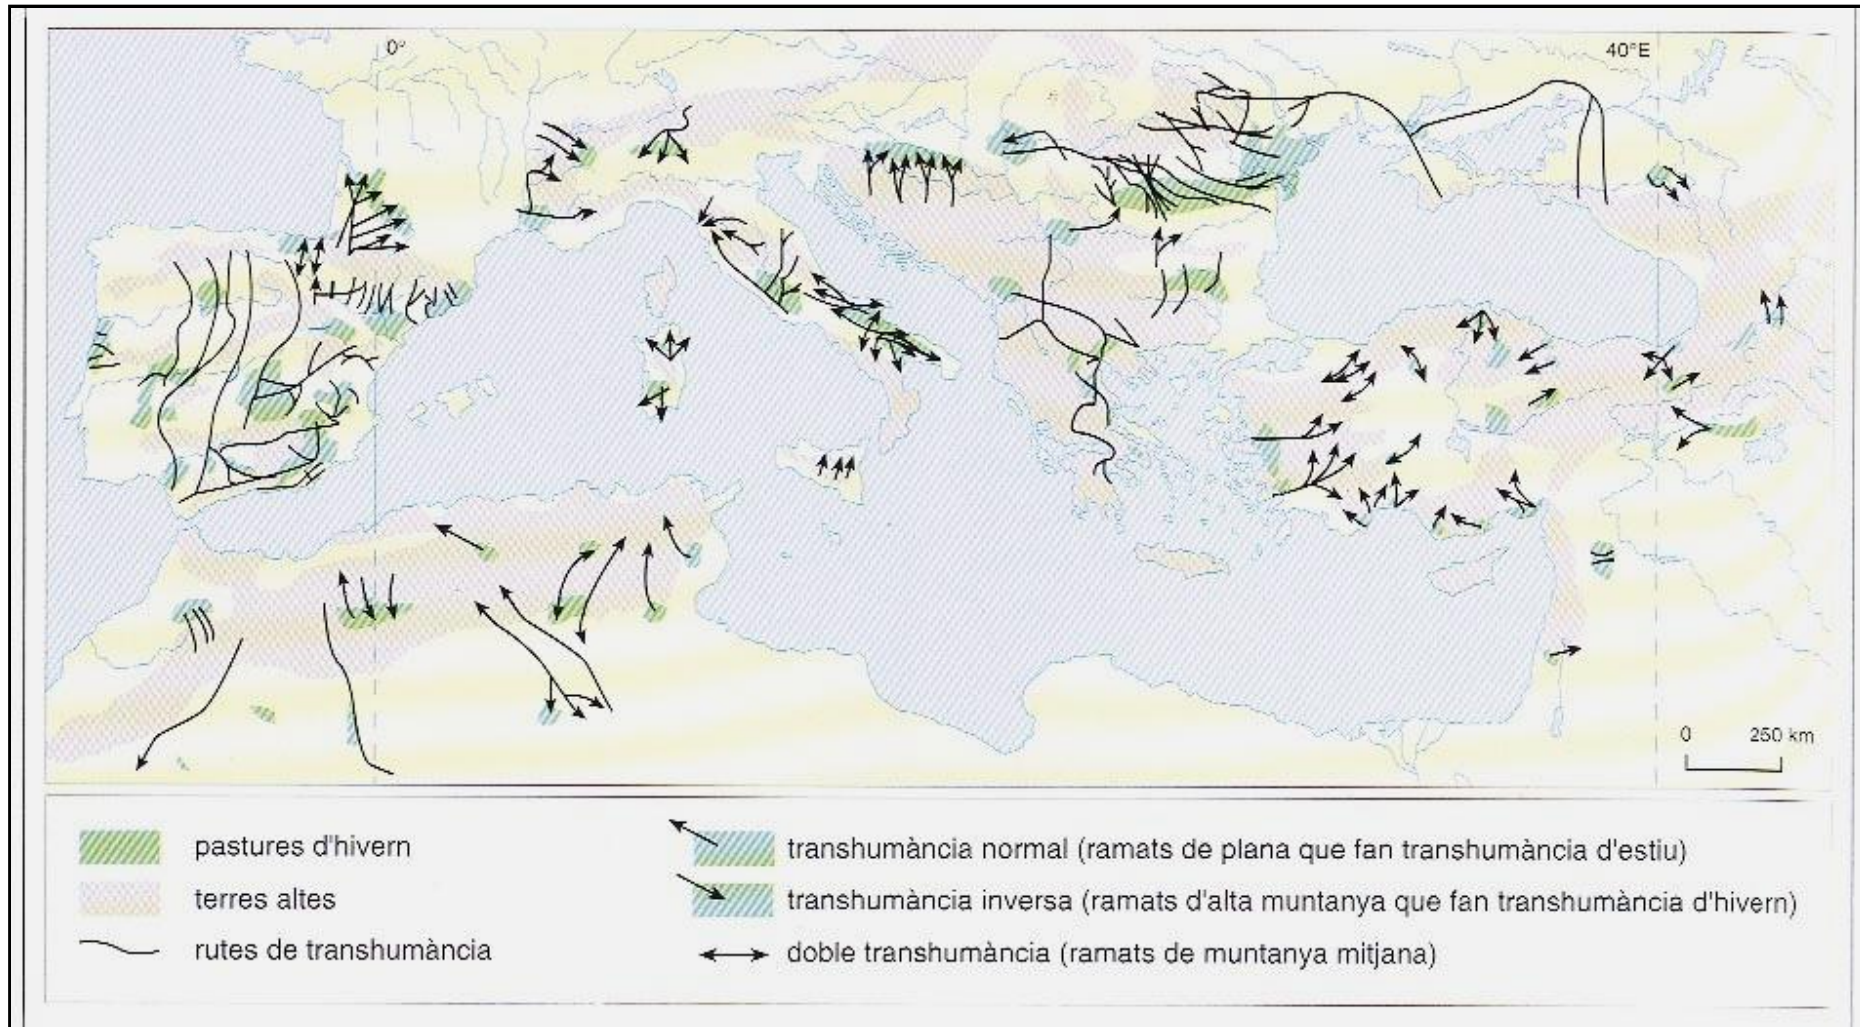 0°
40°E
0 250 km
pastures d'hivern
terres altes
rutes de transhumància
transhumància normal (ramats de plana que fan transhumància d'estiu)
transhumància inversa (ramats d'alta muntanya que fan transhumància d'hivern)
doble transhumància (ramats de muntanya mitjana)